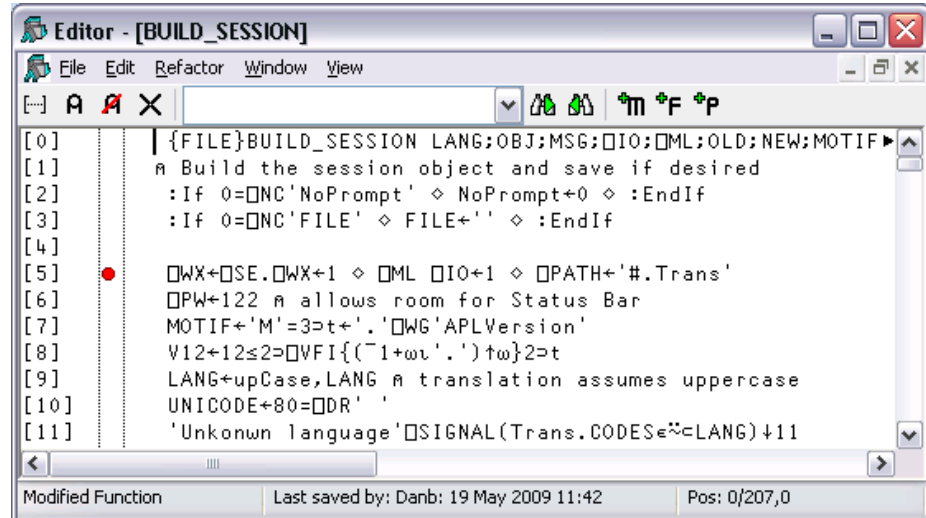 Editor - [BUILD_SESSION]
File Edit Refactor Window View
[0] {FILE}BUILD_SESSION LANG;OBJ;MSG;⎕IO;⎕ML;OLD;NEW;MOTIF
[1] ⍝ Build the session object and save if desired
[2] :If 0=⎕NC'NoPrompt' ⋄ NoPrompt←0 ⋄ :EndIf
[3] :If 0=⎕NC'FILE' ⋄ FILE←'' ⋄ :EndIf
[4]
[5] ⎕WX←⎕SE.⎕WX←1 ⋄ ⎕ML ⎕IO←1 ⋄ ⎕PATH←'#.Trans'
[6] ⎕PW←122 ⍝ allows room for Status Bar
[7] MOTIF←'M'=3⊃t←'.'⎕WG'APLVersion'
[8] V12←12≤2⊃⎕VFI{(¯1+⍵⍳'.')↑⍵}2⊃t
[9] LANG←upCase,LANG ⍝ translation assumes uppercase
[10] UNICODE←80=⎕DR' '
[11] 'Unkonwn language'⎕SIGNAL(Trans.CODES∊⍨⊂LANG)↓11
Modified Function Last saved by: Danb: 19 May 2009 11:42 Pos: 0/207,0